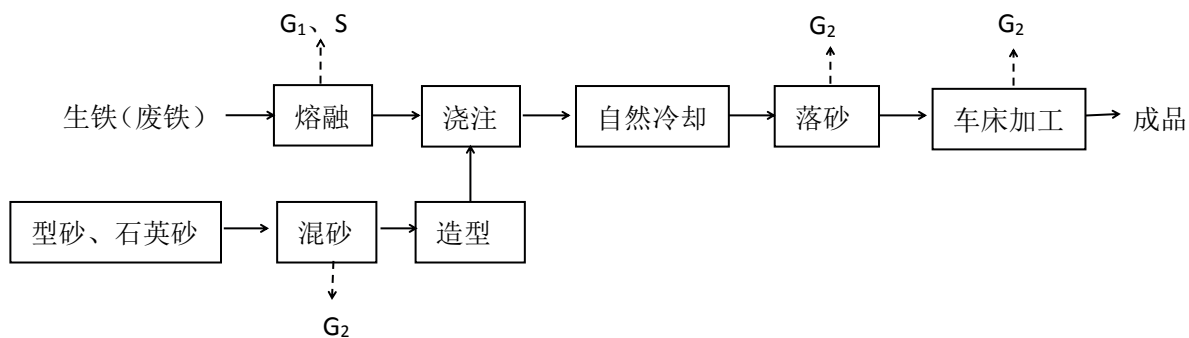 G₁、S
G₂
G₂
生铁（废铁）
熔融
浇注
自然冷却
落砂
车床加工
成品
型砂、石英砂
混砂
造型
G₂